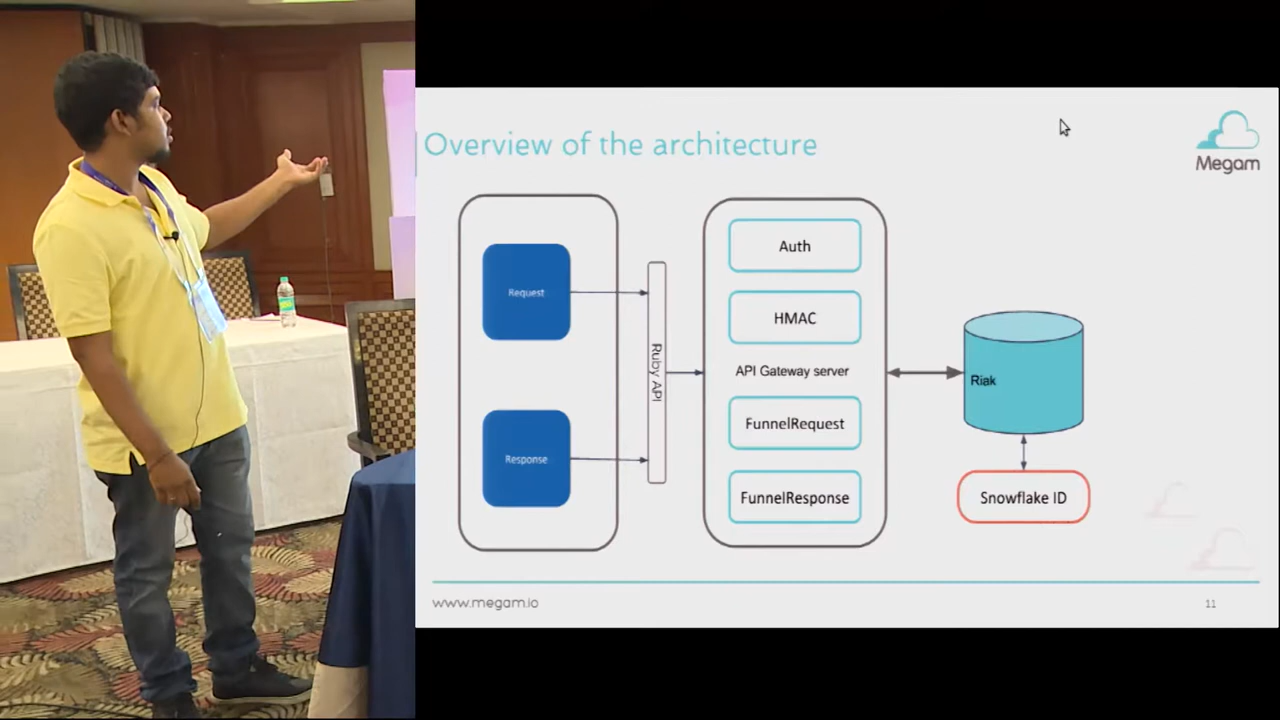 Overview of the architecture
Megam
Request
Response
Ruby API
Auth
HMAC
API Gateway server
FunnelRequest
FunnelResponse
Riak
Snowflake ID
www.megam.io
11